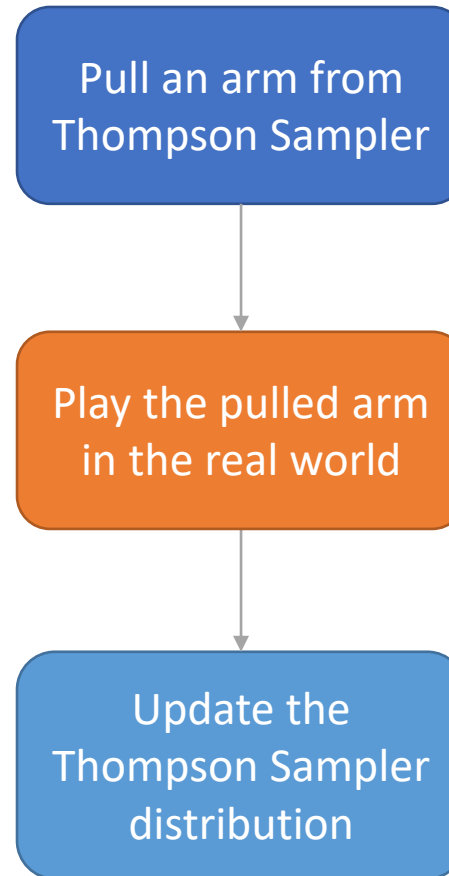 Pull an arm from
Thompson Sampler
Play the pulled arm
in the real world
Update the
Thompson Sampler
distribution